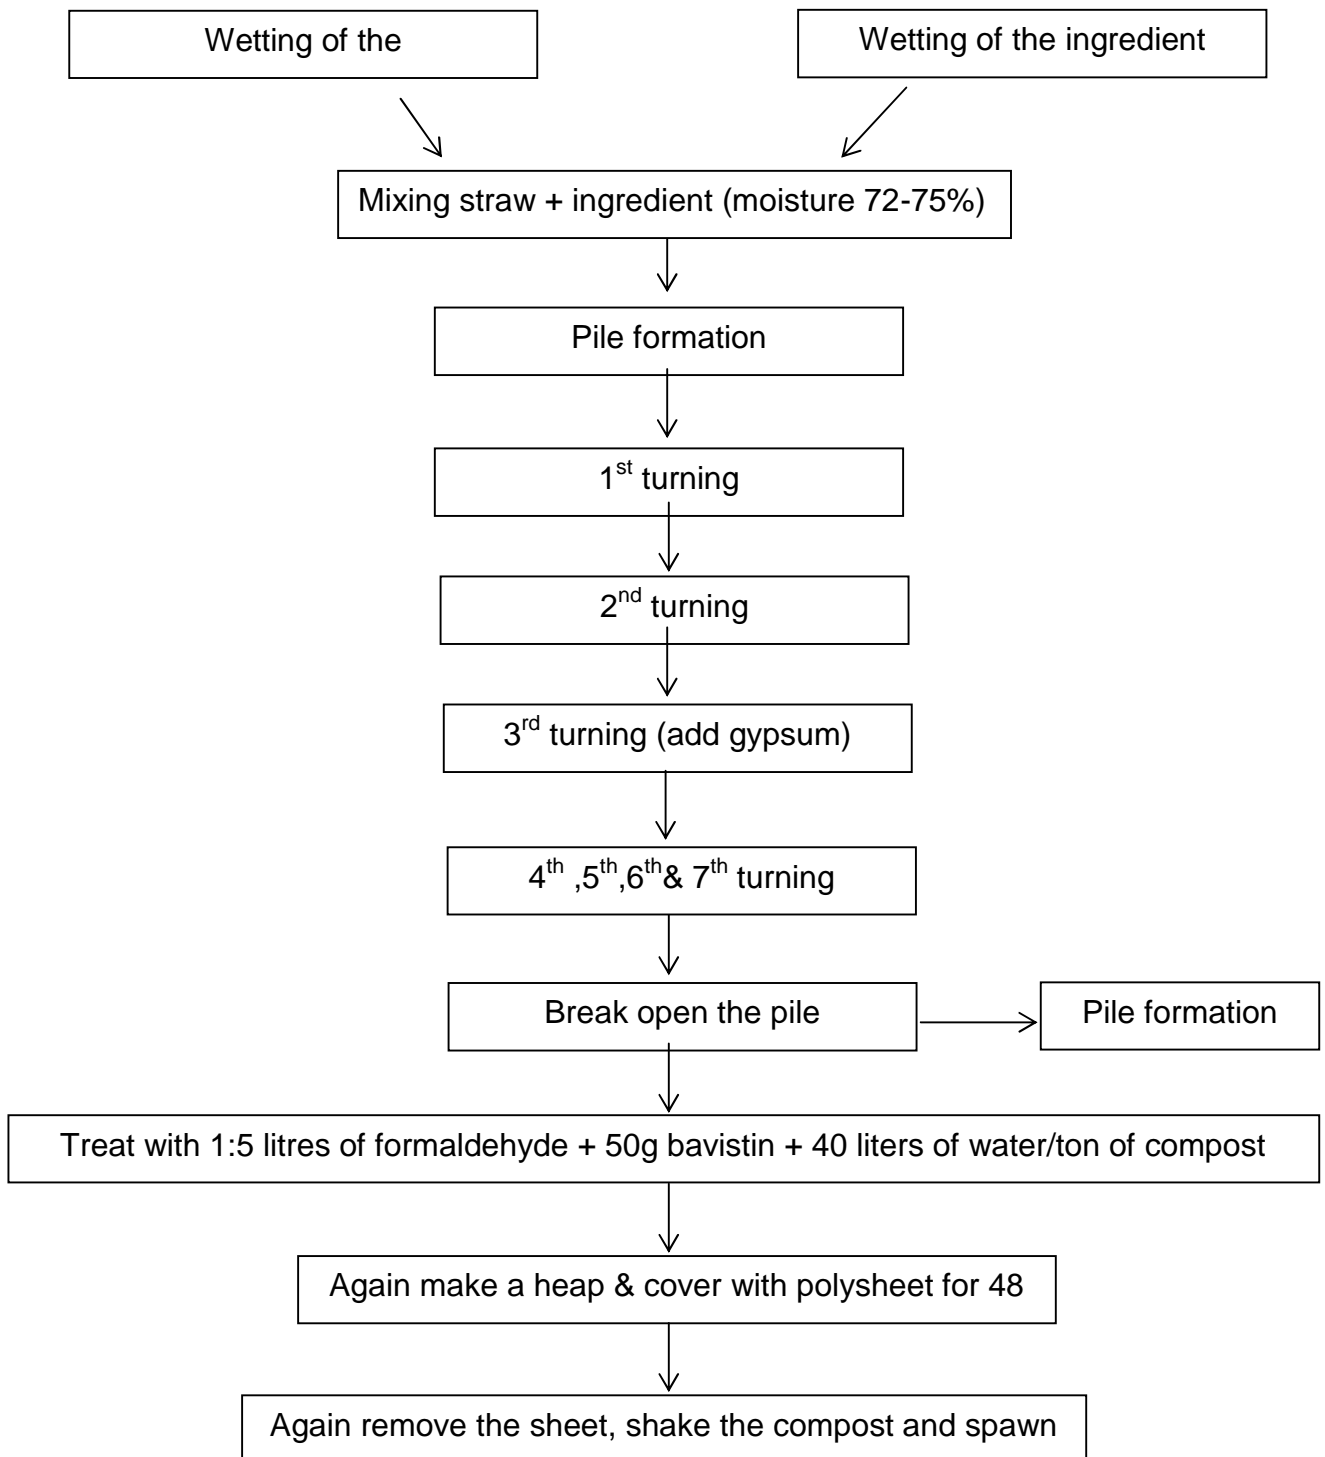 Wetting of the
Wetting of the ingredient
Mixing straw + ingredient (moisture 72-75%)
Pile formation
1st turning
2nd turning
3rd turning (add gypsum)
4th ,5th,6th& 7th turning
Break open the pile
Pile formation
Treat with 1:5 litres of formaldehyde + 50g bavistin + 40 liters of water/ton of compost
Again make a heap & cover with polysheet for 48
Again remove the sheet, shake the compost and spawn